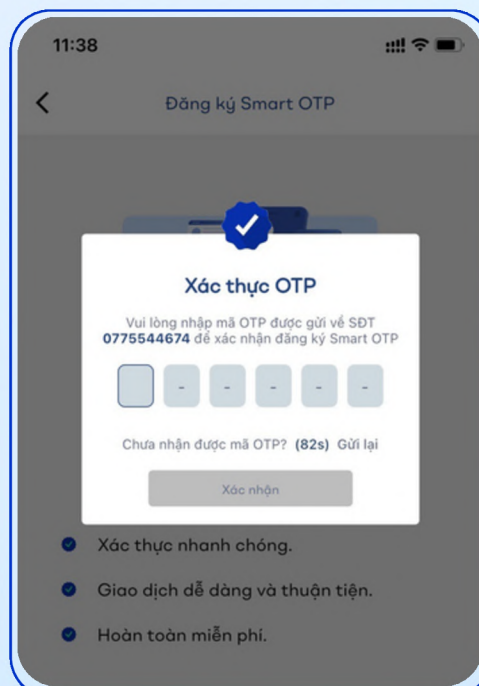 11:38
Đăng ký Smart OTP
Xác thực OTP
Vui lòng nhập mã OTP được gửi về SĐT
0775544674 để xác nhận đăng ký Smart OTP
- - - - -
Chưa nhận được mã OTP? (82s) Gửi lại
Xác nhận
Xác thực nhanh chóng.
Giao dịch dễ dàng và thuận tiện.
Hoàn toàn miễn phí.